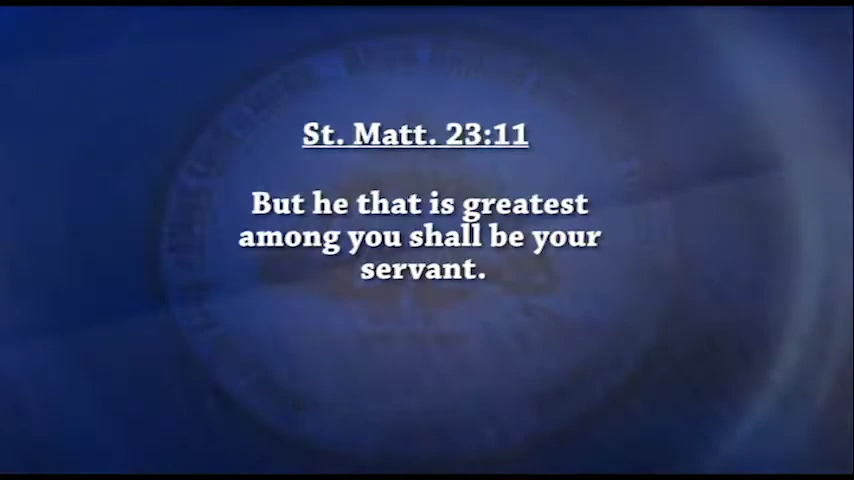 St. Matt. 23:11
But he that is greatest
among you shall be your
servant.